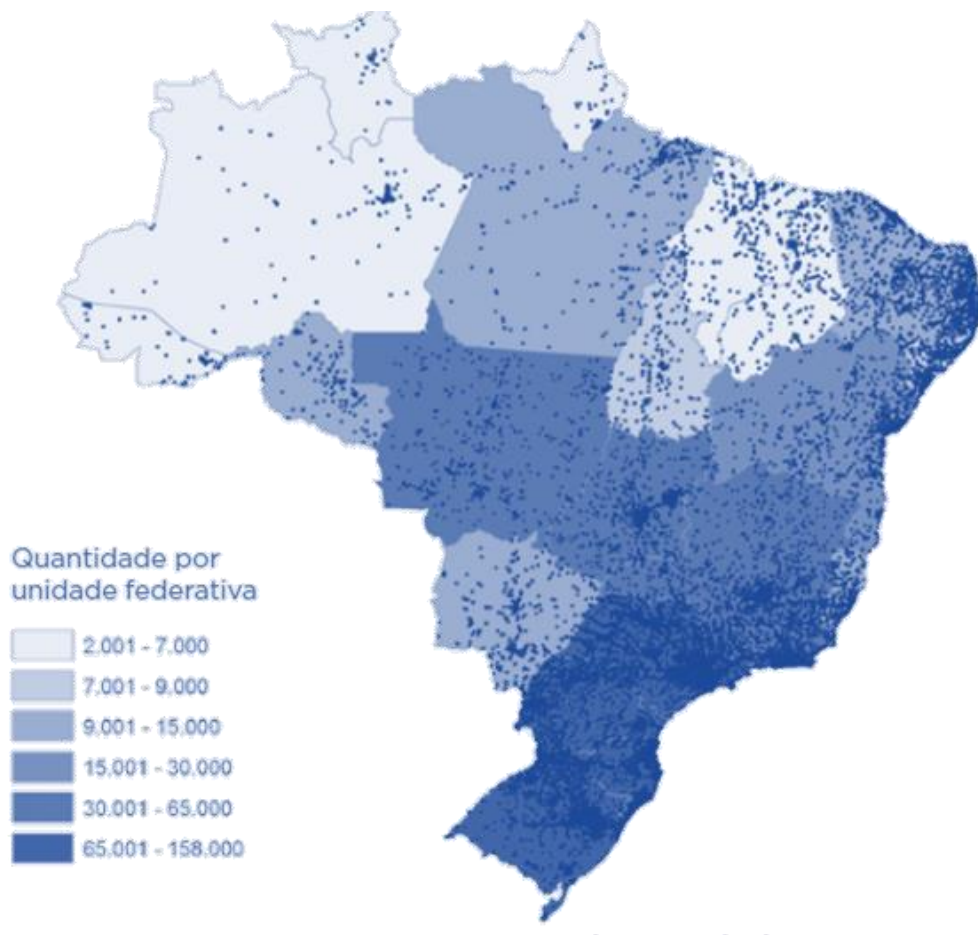 Quantidade por
unidade federativa
2.001 - 7.000
7.001 - 9.000
9.001 - 15.000
15.001 - 30.000
30.001 - 65.000
65.001 - 158.000